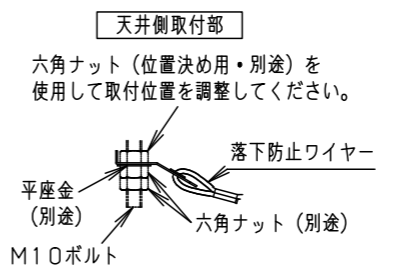 天井側取付部
六角ナット（位置決め用・別途）を
使用して取付位置を調整してください。
落下防止ワイヤー
平座金
（別途）
六角ナット（別途）
M10ボルト